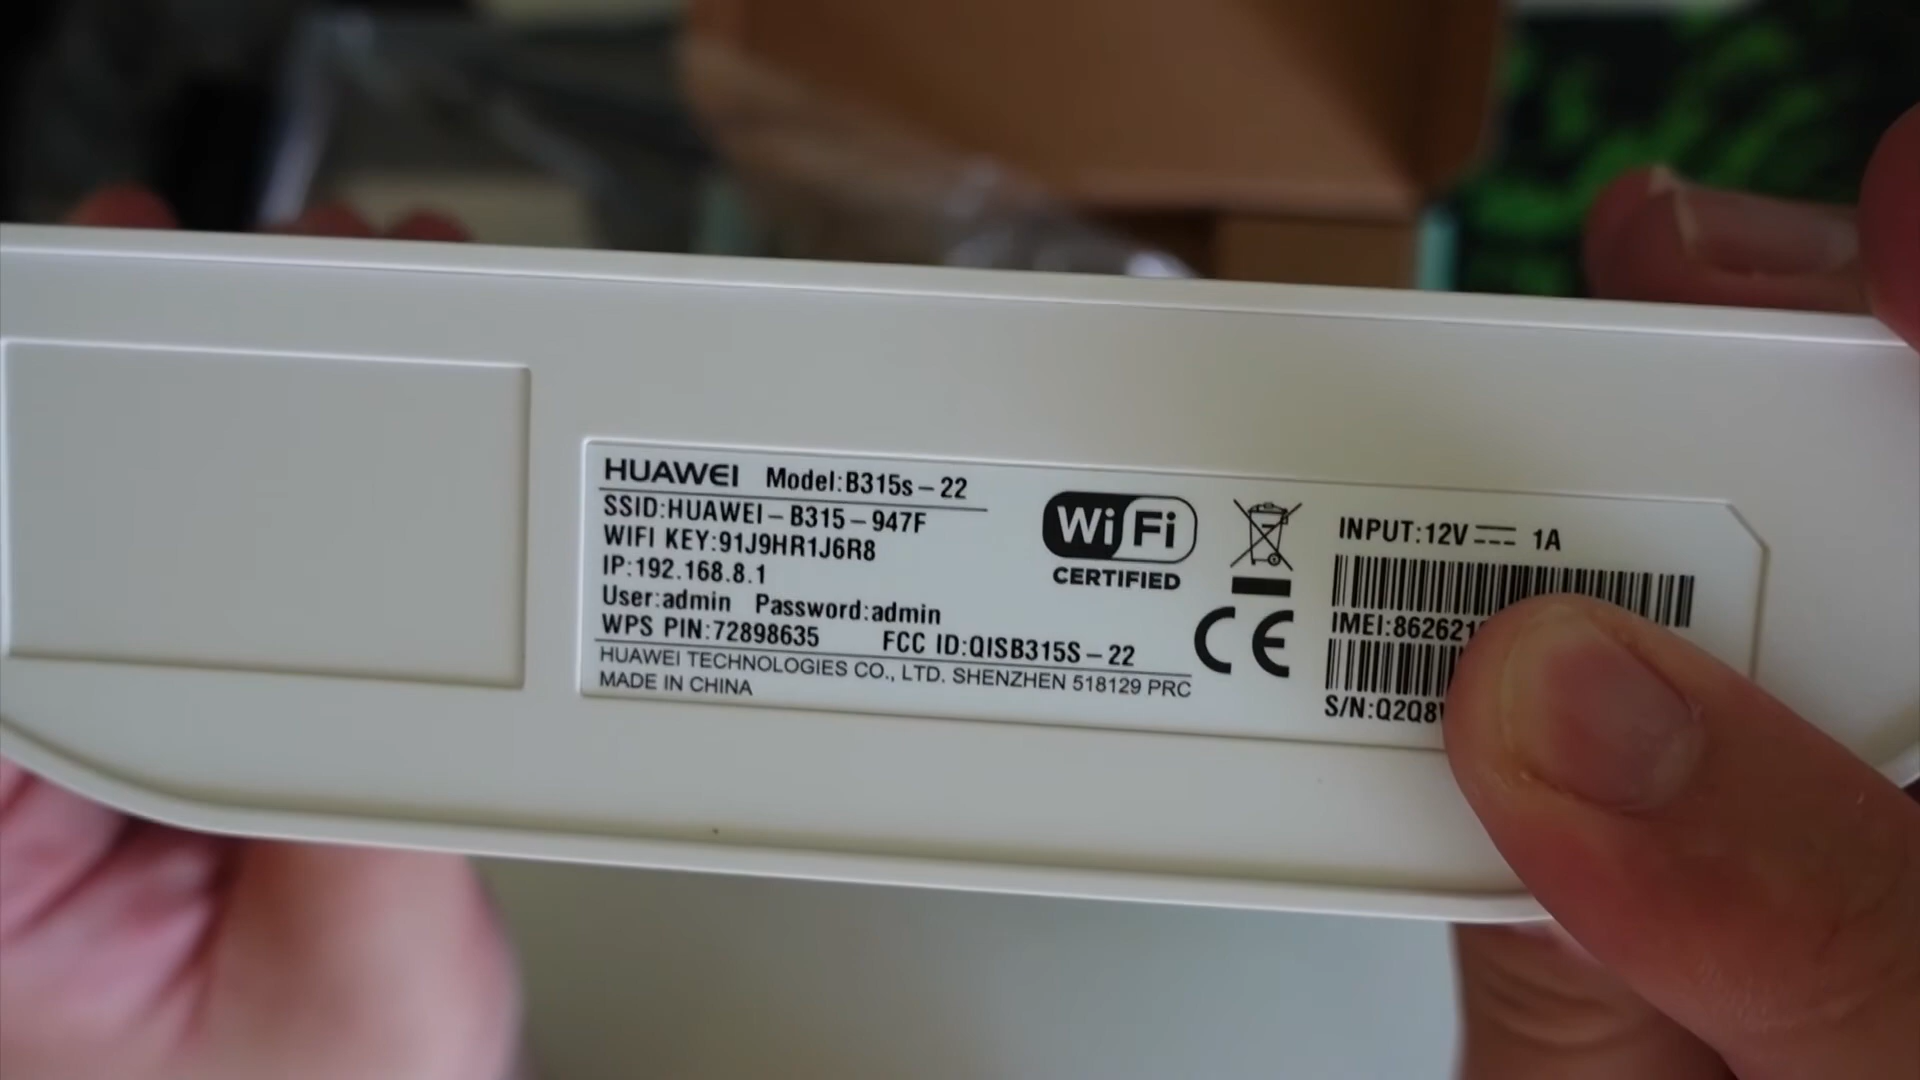 HUAWEI Model:B315s-22
SSID:HUAWEI-B315-947F
WIFI KEY:91J9HR1J6R8
IP:192.168.8.1
User:admin Password:admin
WPS PIN:72898635 FCC ID:QISB315S-22
HUAWEI TECHNOLOGIES CO., LTD. SHENZHEN 518129 PRC
MADE IN CHINA
WiFi
CERTIFIED
CE
INPUT:12V 1A
IMEI:862621
S/N:Q2Q8